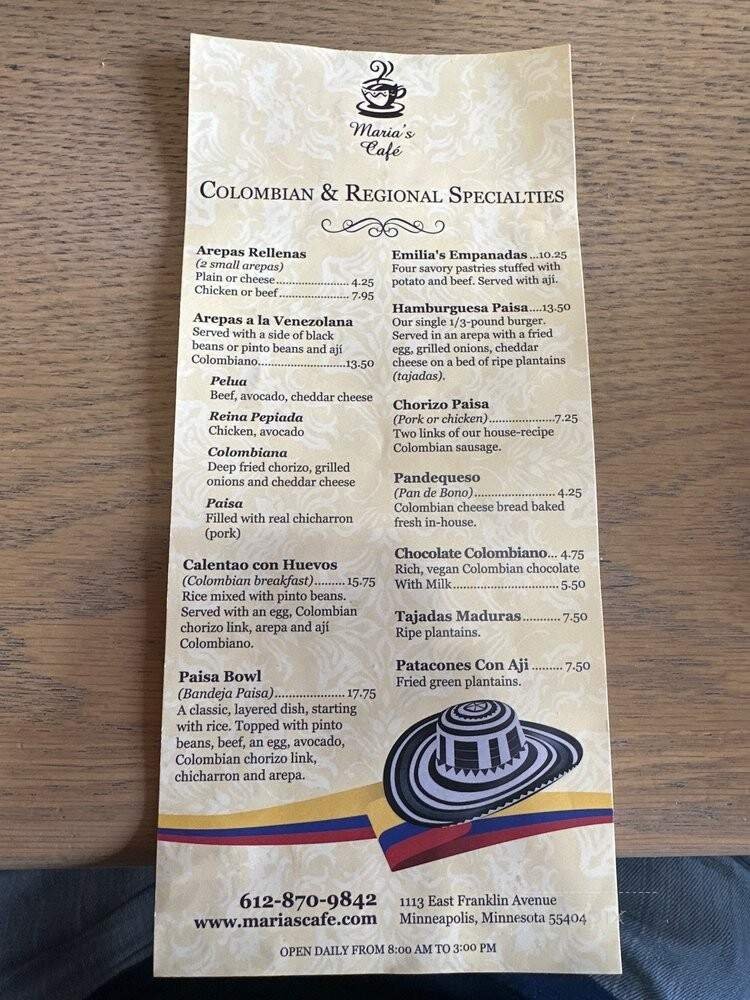 Maria's
Café
COLOMBIAN & REGIONAL SPECIALTIES
Arepas Rellenas
(2 small arepas)
Plain or cheese...................... 4.25
Chicken or beef..................... 7.95
Arepas a la Venezolana
Served with a side of black
beans or pinto beans and ají
Colombiano..........................13.50
Pelua
Beef, avocado, cheddar cheese
Reina Pepiada
Chicken, avocado
Colombiana
Deep fried chorizo, grilled
onions and cheddar cheese
Paisa
Filled with real chicharron
(pork)
Calentao con Huevos
(Colombian breakfast)......... 15.75
Rice mixed with pinto beans.
Served with an egg, Colombian
chorizo link, arepa and ají
Colombiano.
Paisa Bowl
(Bandeja Paisa)..................... 17.75
A classic, layered dish, starting
with rice. Topped with pinto
beans, beef, an egg, avocado,
Colombian chorizo link,
chicharron and arepa.
Emilia's Empanadas...10.25
Four savory pastries stuffed with
potato and beef. Served with ají.
Hamburguesa Paisa....13.50
Our single 1/3-pound burger.
Served in an arepa with a fried
egg, grilled onions, cheddar
cheese on a bed of ripe plantains
(tajadas).
Chorizo Paisa
(Pork or chicken)....................7.25
Two links of our house-recipe
Colombian sausage.
Pandequeso
(Pan de Bono)......................... 4.25
Colombian cheese bread baked
fresh in-house.
Chocolate Colombiano... 4.75
Rich, vegan Colombian chocolate
With Milk................................ 5.50
Tajadas Maduras........... 7.50
Ripe plantains.
Patacones Con Aji ......... 7.50
Fried green plantains.
612-870-9842
www.mariascafe.com
1113 East Franklin Avenue
Minneapolis, Minnesota 55404
OPEN DAILY FROM 8:00 AM TO 3:00 PM